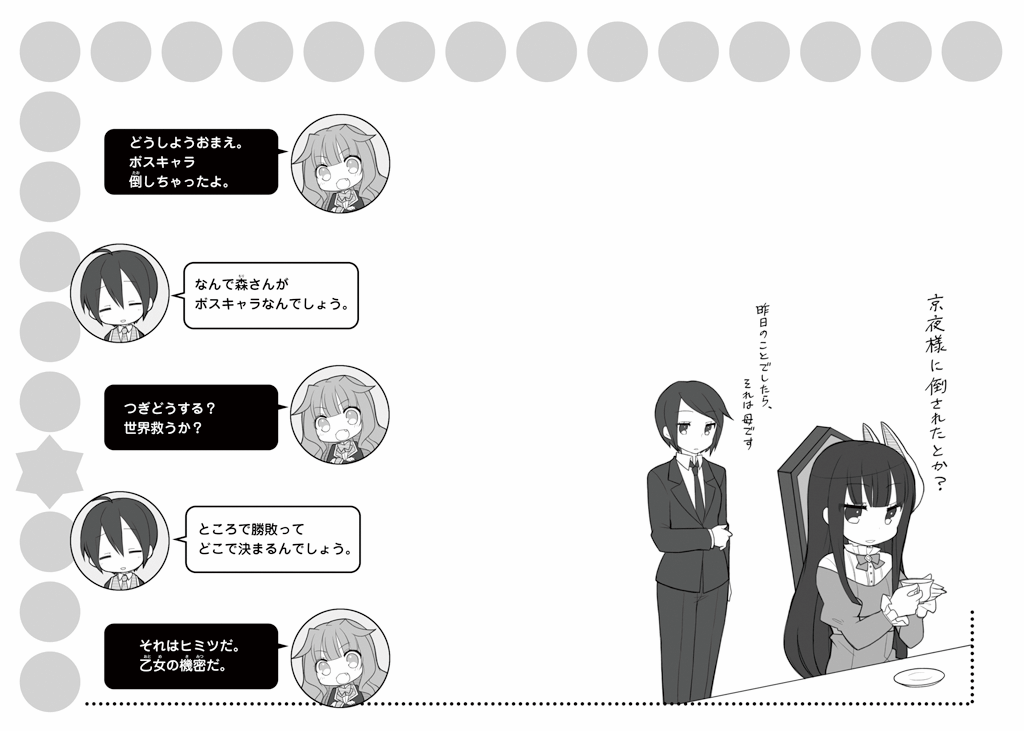 どうしようおまえ。
ボスキャラ
倒しちゃったよ。
なんで森さんが
ボスキャラなんでしょう。
つぎどうする？
世界救うか？
ところで勝敗って
どこで決まるんでしょう。
それはヒミツだ。
乙女の機密だ。
京夜様に倒されたとか？
昨日のことでしたら、
それは母です